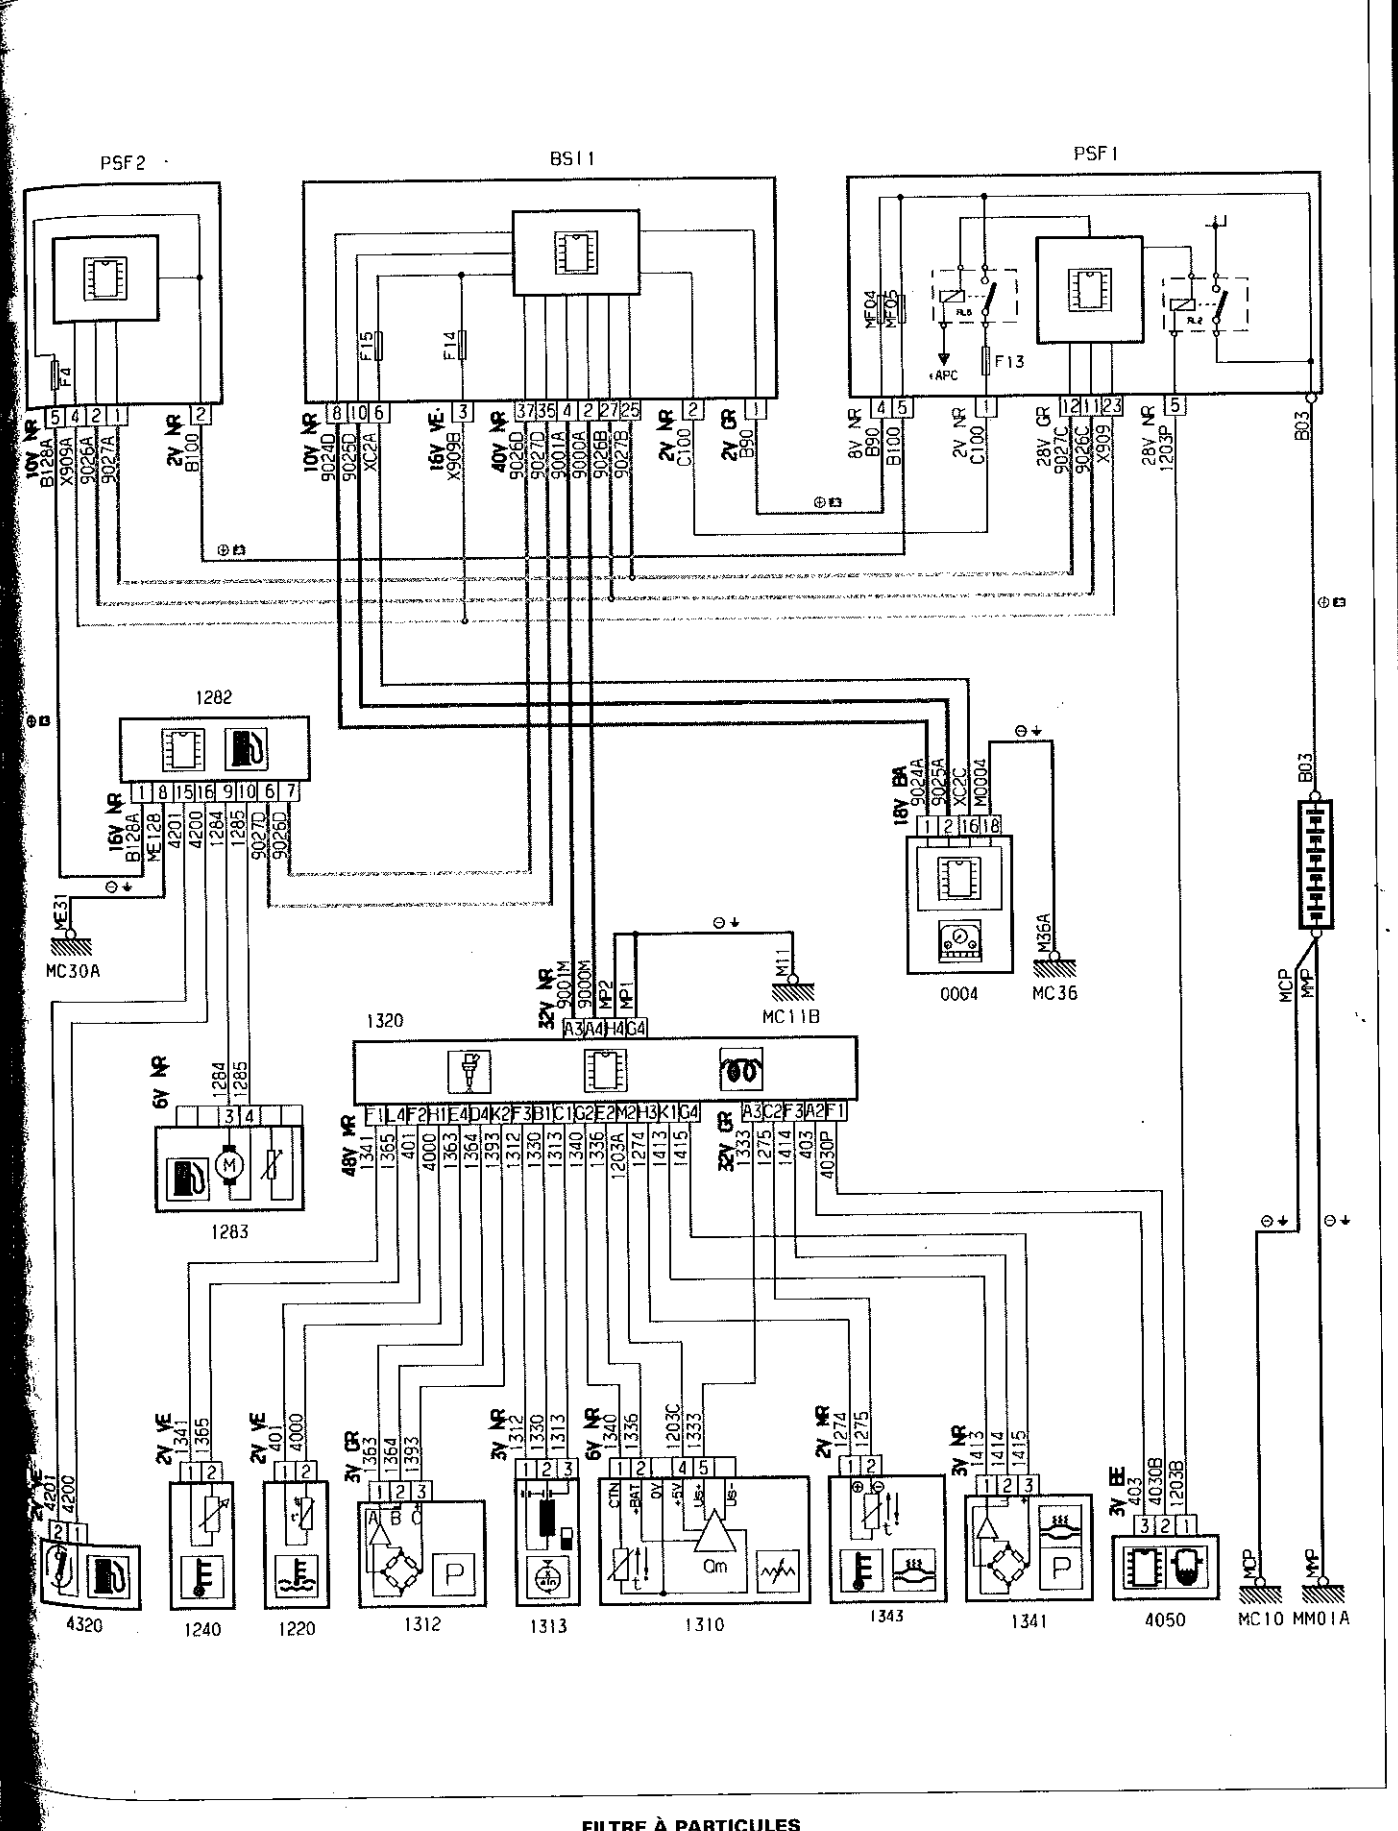 PSF2
BSI1
PSF1
F4
F15
F14
MF04
MF05
RL5
+APC
F13
RL2
B03
5 4 2 1
2
8 10 6
3
37 35 4 2 27 25
2
1
4 5
1
12 11 23
5
10V NR
B128A
X909A
9026A
9027A
2V NR
B100
10V NR
9024D
9025D
XC2A
16V VE
X909B
40V NR
9026D
9027D
9001A
9000A
9026B
9027B
2V NR
C100
2V GR
B90
8V NR
B90
B100
2V NR
C100
28V GR
9027C
9026C
X909
28V NR
1203P
1282
1 8 15 16 9 10 6 7
16V NR
B128A
ME128
4201
4200
1284
1285
9027D
9026D
ME31
MC30A
18V BA
9024A
9025A
XC2C
M0004
1 2 16 18
0004
M36A
MC36
B03
MCP
MMP
32V NR
9001M
9000M
MP2
MP1
M11
MC11B
A3 A4 H4 G4
1320
6V NR
1284
1285
3 4
M
1283
F1 L4 F2 H1 E4 D4 K2 F3 B1 C1 G2 E2 M2 H3 K1 G4
A3 C2 F3 A2 F1
48V MR
1341
1365
401
4000
1363
1364
1393
1312
1330
1313
1340
1336
1203A
1274
1413
1415
32V GR
1333
1275
1414
403
4030P
2V VE
4201
4200
2 1
4320
2V VE
1341
1365
1 2
1240
2V VE
401
4000
1 2
1220
3V GR
1363
1364
1393
1 2 3
A B C
P
1312
3V NR
1312
1330
1313
1 2 3
1313
6V NR
1340
1336
1203C
1333
1 2 4 5
CTN
+BAT
0V
+5V
Us+
Us-
t
Qm
1310
2V MR
1274
1275
1 2
t
1343
3V NR
1413
1414
1415
1 2 3
P
1341
3V BE
403
4030B
1203B
3 2 1
4050
MCP
MMP
MC10
MM01A
FILTRE À PARTICULES